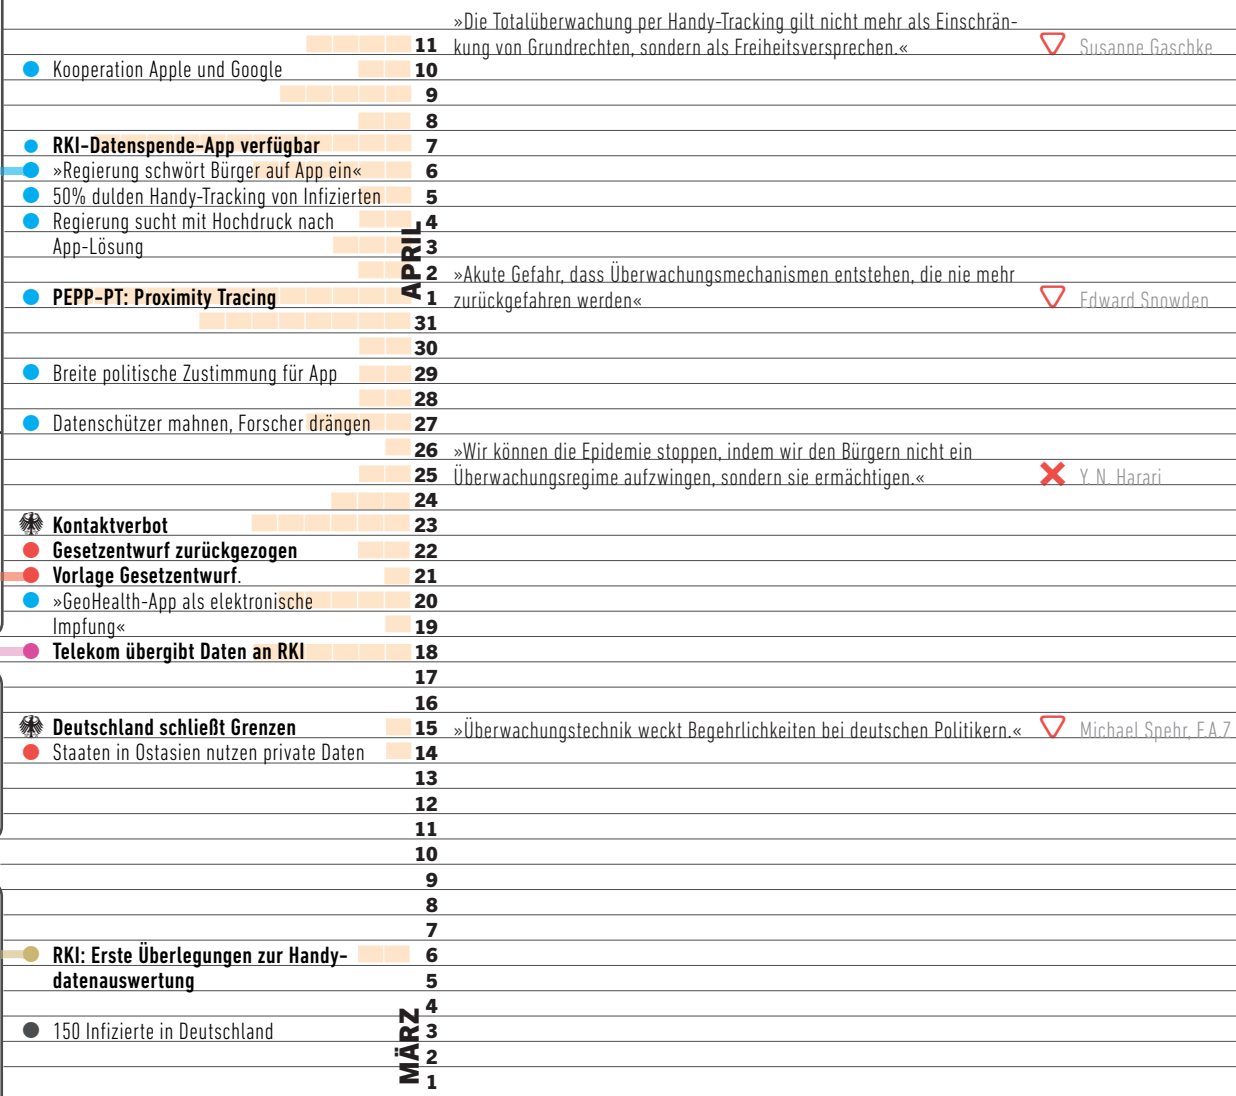 »Die Totalüberwachung per Handy-Tracking gilt nicht mehr als Einschrän-
11 kung von Grundrechten, sondern als Freiheitsversprechen.« Susanne Gaschke
Kooperation Apple und Google 10
9
8
RKI-Datenspende-App verfügbar 7
»Regierung schwört Bürger auf App ein« 6
50% dulden Handy-Tracking von Infizierten 5
Regierung sucht mit Hochdruck nach 4
App-Lösung 3
APRIL
2 »Akute Gefahr, dass Überwachungsmechanismen entstehen, die nie mehr
PEPP-PT: Proximity Tracing 1 zurückgefahren werden« Edward Snowden
31
30
Breite politische Zustimmung für App 29
28
Datenschützer mahnen, Forscher drängen 27
26 »Wir können die Epidemie stoppen, indem wir den Bürgern nicht ein
25 Überwachungsregime aufzwingen, sondern sie ermächtigen.« Y. N. Harari
24
Kontaktverbot 23
Gesetzentwurf zurückgezogen 22
Vorlage Gesetzentwurf. 21
»GeoHealth-App als elektronische 20
Impfung« 19
Telekom übergibt Daten an RKI 18
17
16
Deutschland schließt Grenzen 15 »Überwachungstechnik weckt Begehrlichkeiten bei deutschen Politikern.« Michael Spehr, F.A.Z
Staaten in Ostasien nutzen private Daten 14
13
12
11
10
9
8
7
RKI: Erste Überlegungen zur Handy- 6
datenauswertung 5
4
150 Infizierte in Deutschland 3
MÄRZ
2
1